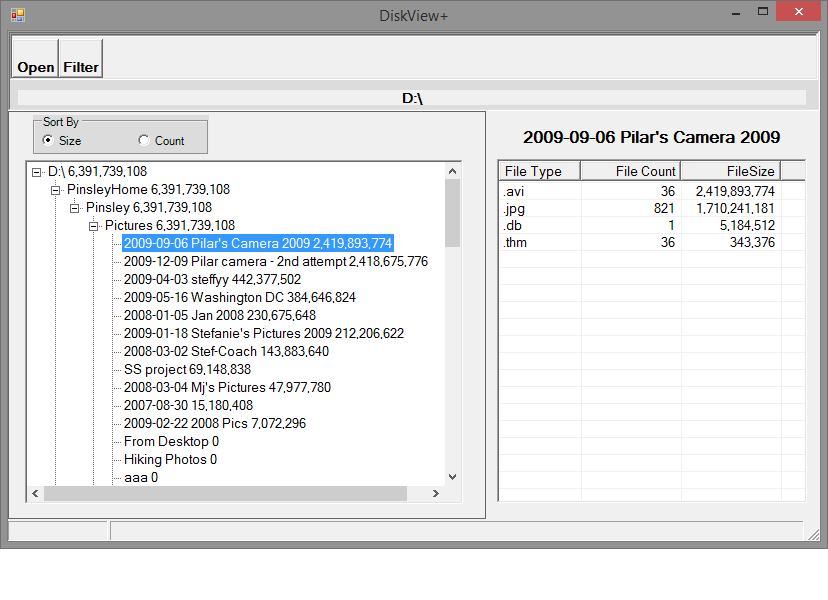 DiskView+
Open Filter
D:\
Sort By
Size Count
D:\ 6,391,739,108
PinsleyHome 6,391,739,108
Pinsley 6,391,739,108
Pictures 6,391,739,108
2009-09-06 Pilar's Camera 2009 2,419,893,774
2009-12-09 Pilar camera - 2nd attempt 2,418,675,776
2009-04-03 steffyy 442,377,502
2009-05-16 Washington DC 384,646,824
2008-01-05 Jan 2008 230,675,648
2009-01-18 Stefanie's Pictures 2009 212,206,622
2008-03-02 Stef-Coach 143,883,640
SS project 69,148,838
2008-03-04 Mj's Pictures 47,977,780
2007-08-30 15,180,408
2009-02-22 2008 Pics 7,072,296
From Desktop 0
Hiking Photos 0
aaa 0
2009-09-06 Pilar's Camera 2009
File Type File Count FileSize
.avi 36 2,419,893,774
.jpg 821 1,710,241,181
.db 1 5,184,512
.thm 36 343,376